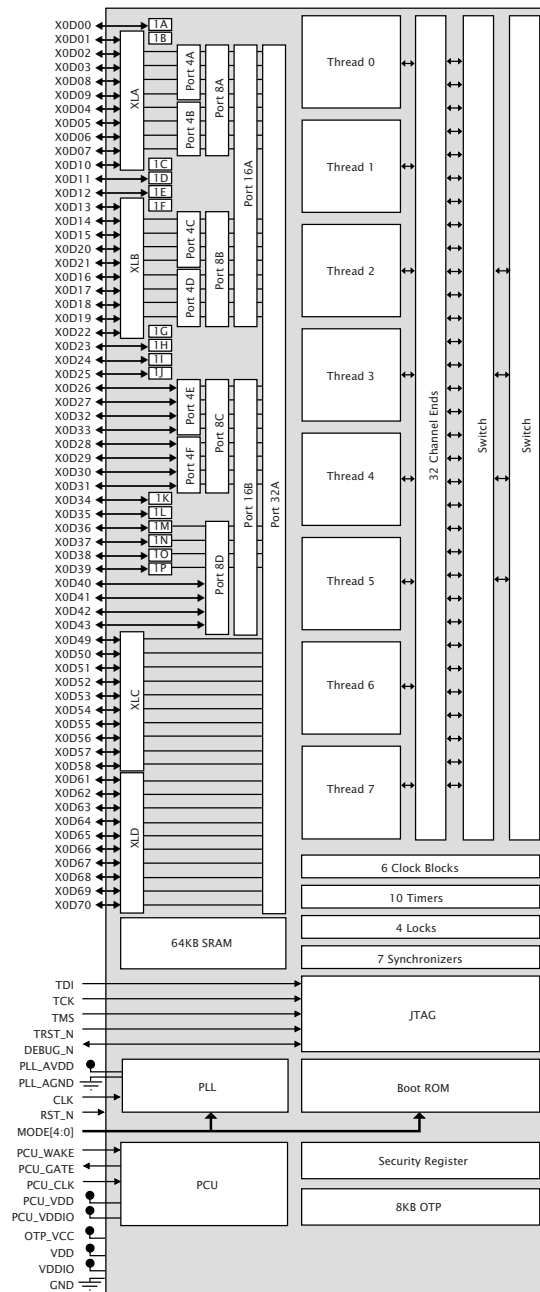 X0D00
X0D01
X0D02
X0D03
X0D08
X0D09
X0D04
X0D05
X0D06
X0D07
X0D10
X0D11
X0D12
X0D13
X0D14
X0D15
X0D20
X0D21
X0D16
X0D17
X0D18
X0D19
X0D22
X0D23
X0D24
X0D25
X0D26
X0D27
X0D32
X0D33
X0D28
X0D29
X0D30
X0D31
X0D34
X0D35
X0D36
X0D37
X0D38
X0D39
X0D40
X0D41
X0D42
X0D43
X0D49
X0D50
X0D51
X0D52
X0D53
X0D54
X0D55
X0D56
X0D57
X0D58
X0D61
X0D62
X0D63
X0D64
X0D65
X0D66
X0D67
X0D68
X0D69
X0D70
XLA
XLB
XLC
XLD
1A
1B
1C
1D
1E
1F
1G
1H
1I
1J
1K
1L
1M
1N
1O
1P
Port 4A
Port 4B
Port 4C
Port 4D
Port 4E
Port 4F
Port 8A
Port 8B
Port 8C
Port 8D
Port 16A
Port 16B
Port 32A
Thread 0
Thread 1
Thread 2
Thread 3
Thread 4
Thread 5
Thread 6
Thread 7
32 Channel Ends
Switch
Switch
6 Clock Blocks
10 Timers
4 Locks
7 Synchronizers
64KB SRAM
TDI
TCK
TMS
TRST_N
DEBUG_N
JTAG
PLL_AVDD
PLL_AGND
CLK
RST_N
MODE[4:0]
PLL
Boot ROM
PCU_WAKE
PCU_GATE
PCU_CLK
PCU_VDD
PCU_VDDIO
PCU
Security Register
8KB OTP
OTP_VCC
VDD
VDDIO
GND